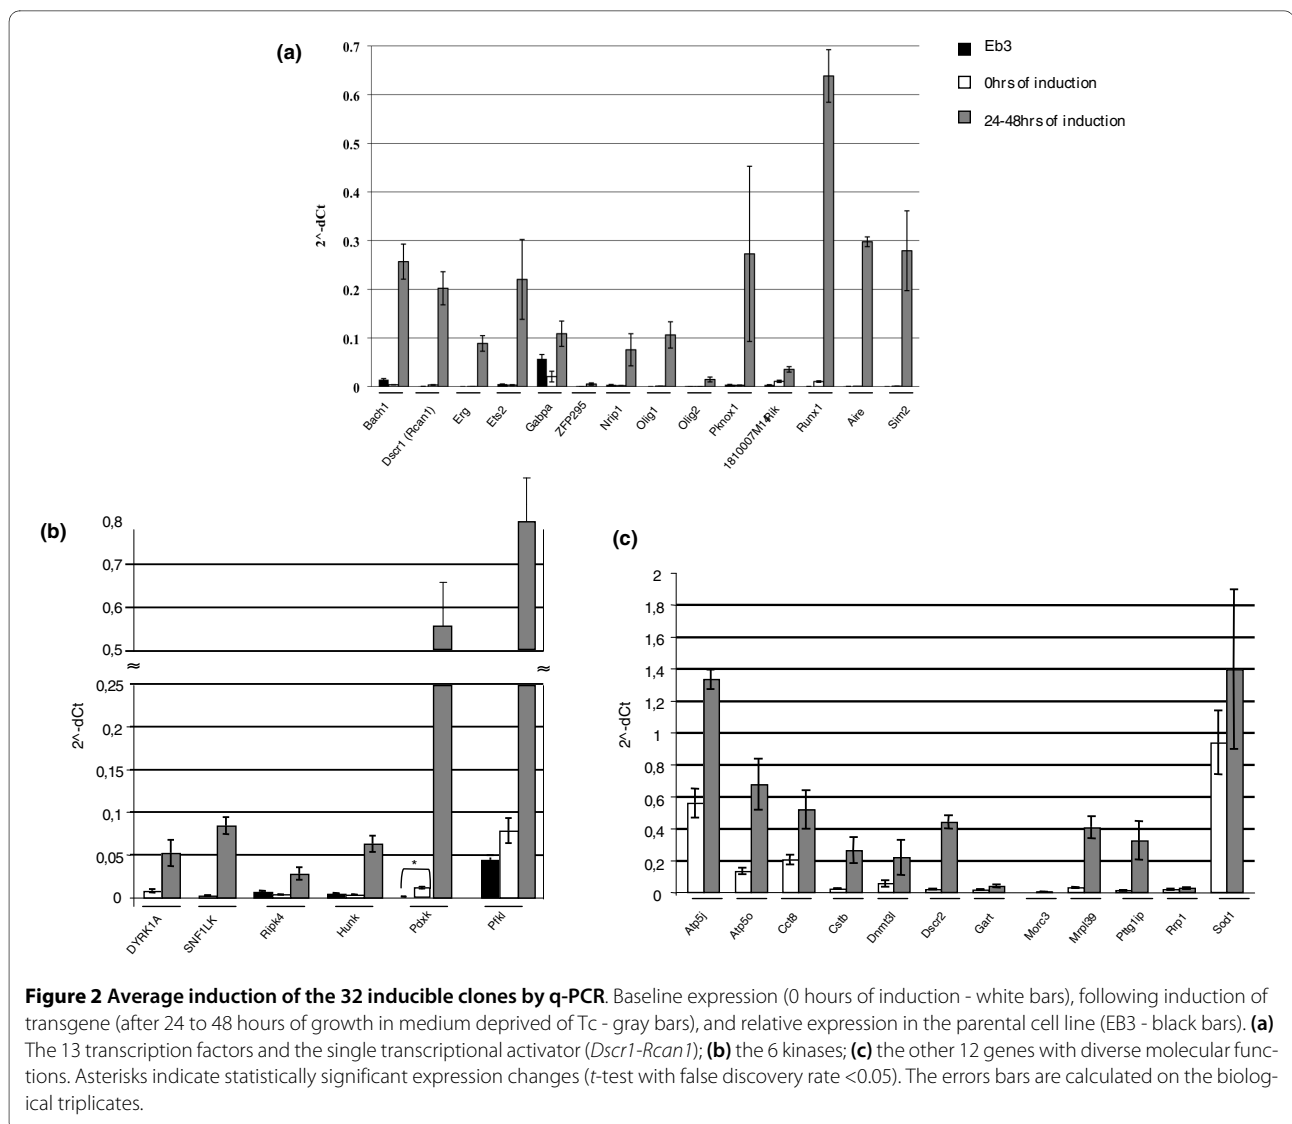 (a)
0.7
0.6
0.5
0.4
0.3
0.2
0.1
0
2^-dCt
Bach1
Dscr1 (Rcan1)
Erg
Ets2
Gabpa
ZFP295
Nrip1
Olig1
Olig2
Pknox1
1810007M14Rik
Runx1
Aire
Sim2
Eb3
0hrs of induction
24-48hrs of induction
(b)
0,8
0,7
0,6
0,5
≈
≈
0,25
0,2
0,15
0,1
0,05
0
2^-dCt
*
DYRK1A
SNF1LK
Ripk4
Hunk
Pdxk
Pfkl
(c)
2
1,8
1,6
1,4
1,2
1
0,8
0,6
0,4
0,2
0
2^-dCt
Atp5j
Atp5o
Cct8
Cstb
Dnmt3l
Dscr2
Gart
Morc3
Mrpl39
Pttg1ip
Rrp1
Sod1
Figure 2 Average induction of the 32 inducible clones by q-PCR. Baseline expression (0 hours of induction - white bars), following induction of
transgene (after 24 to 48 hours of growth in medium deprived of Tc - gray bars), and relative expression in the parental cell line (EB3 - black bars). (a)
The 13 transcription factors and the single transcriptional activator (Dscr1-Rcan1); (b) the 6 kinases; (c) the other 12 genes with diverse molecular func-
tions. Asterisks indicate statistically significant expression changes (t-test with false discovery rate <0.05). The errors bars are calculated on the biolog-
ical triplicates.